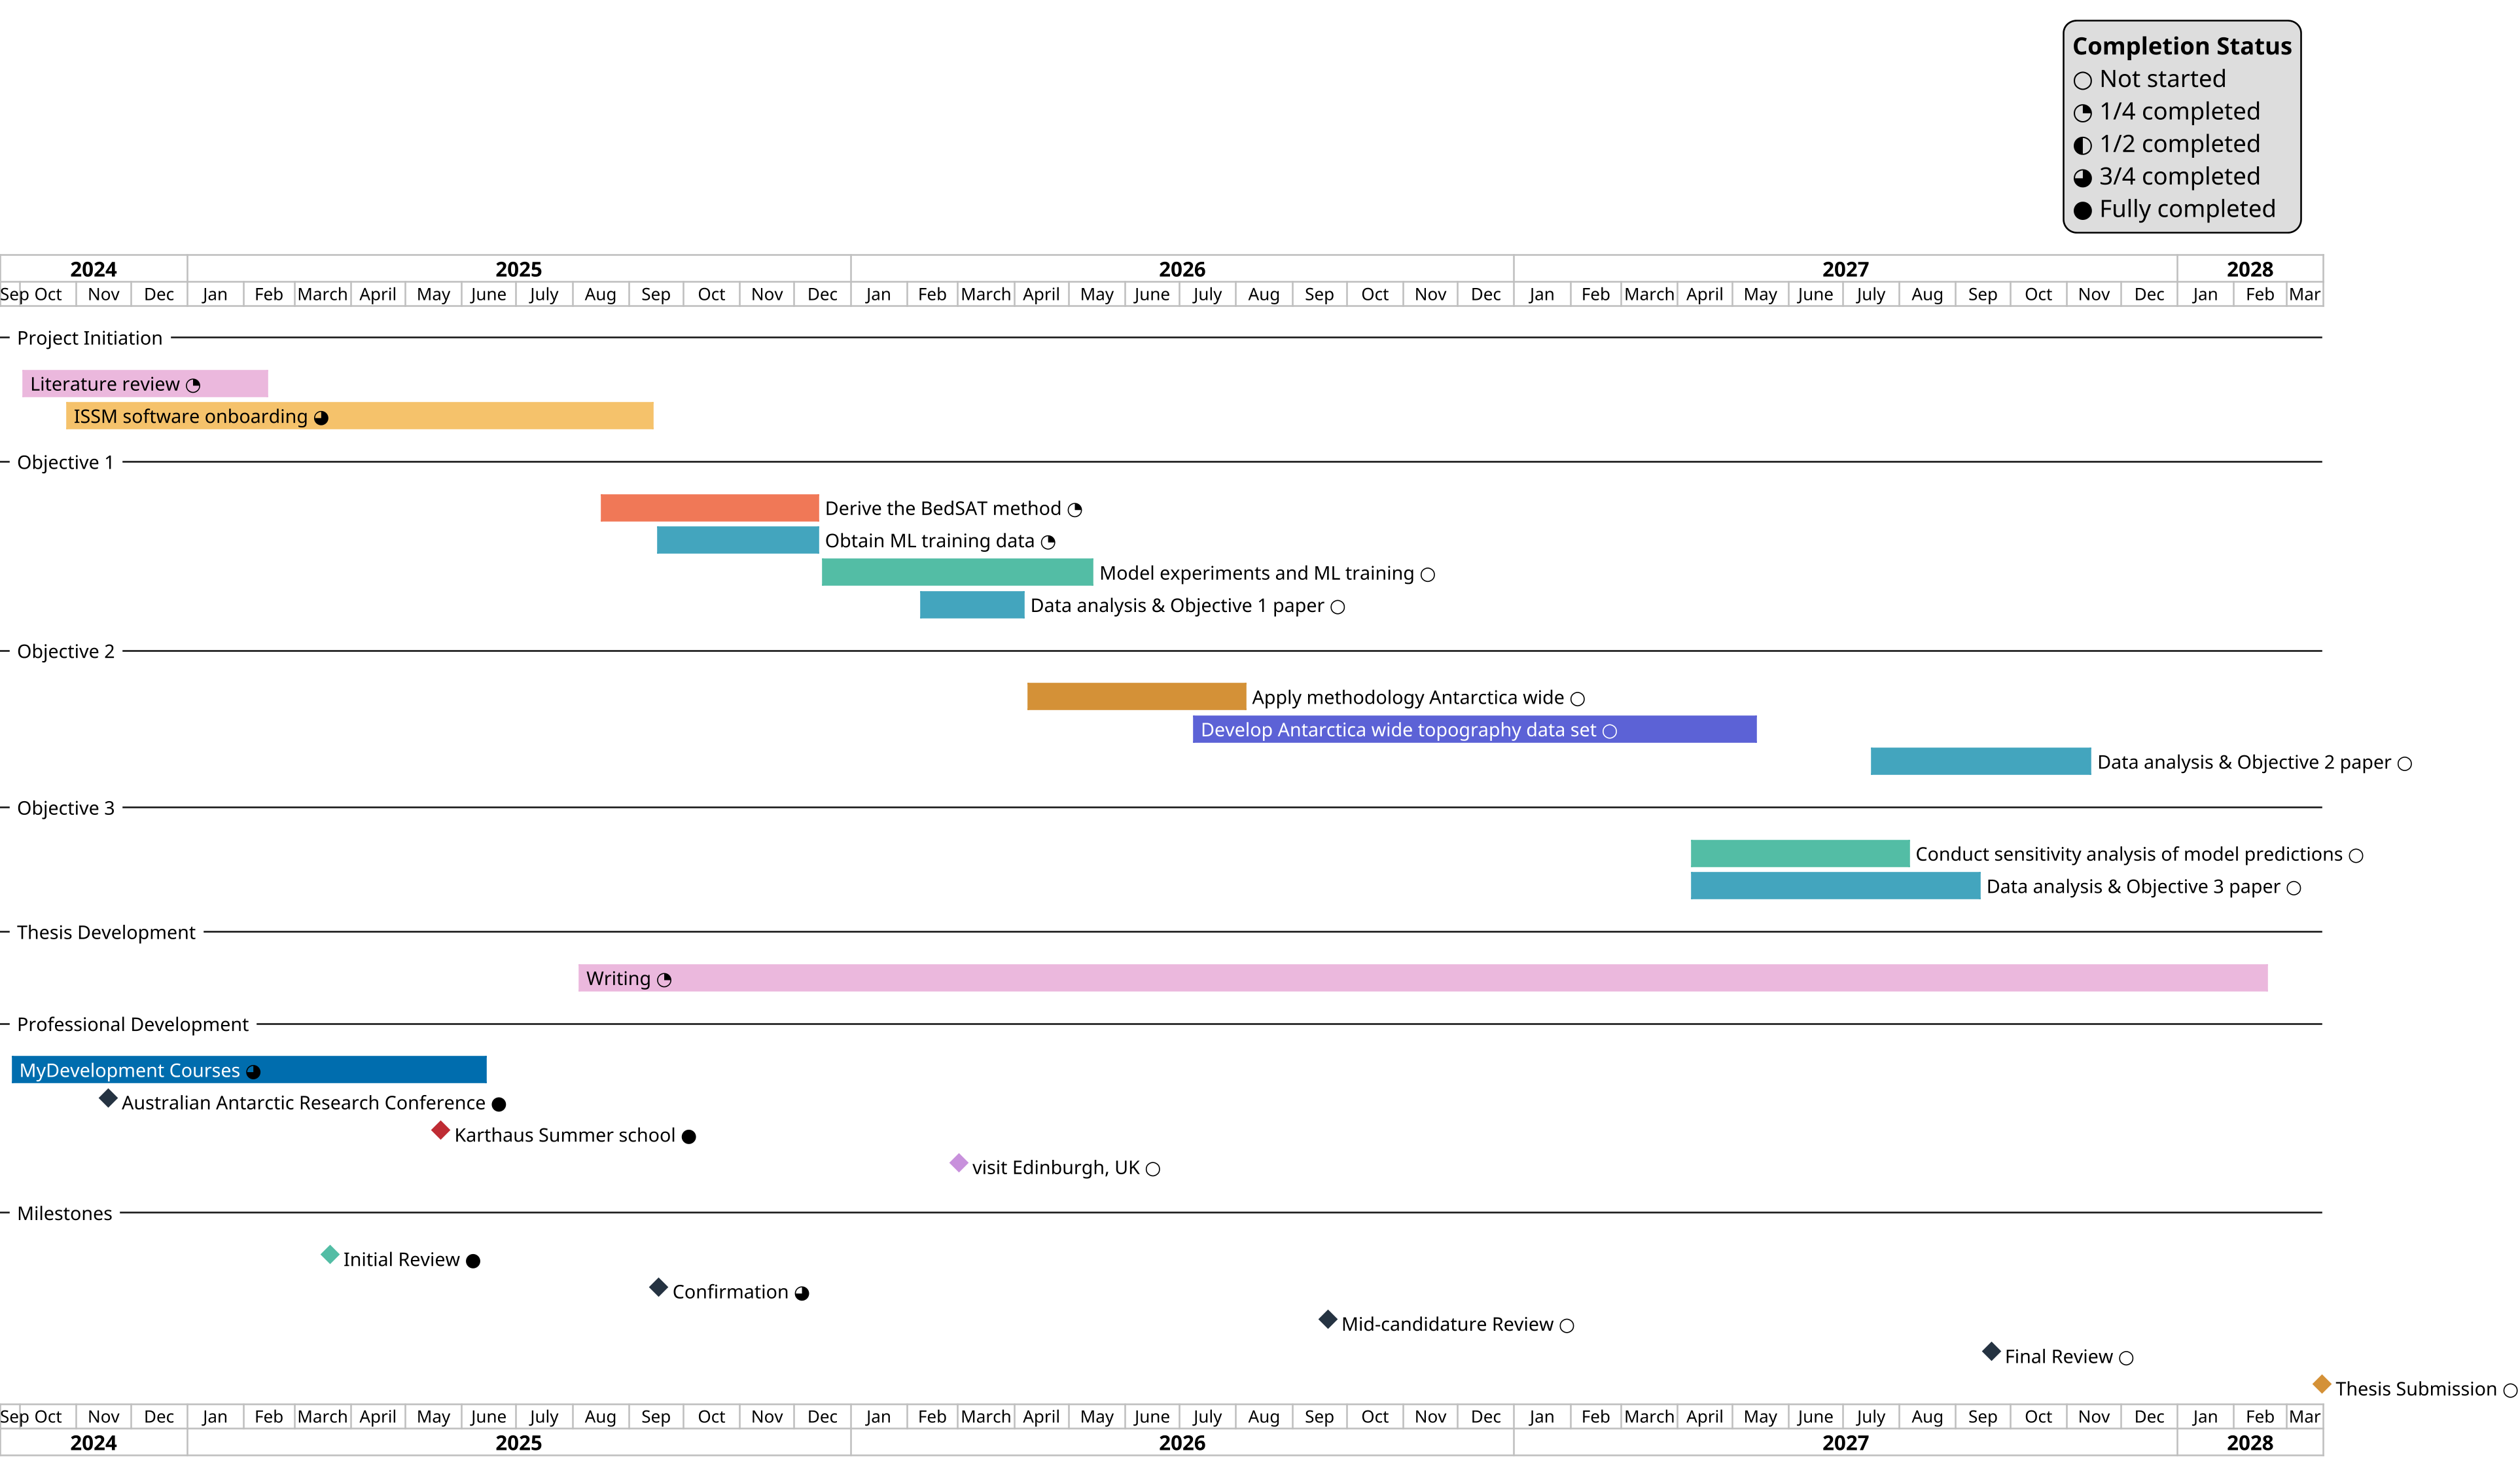 Completion Status
○ Not started
◔ 1/4 completed
◐ 1/2 completed
◕ 3/4 completed
● Fully completed
2024 2025 2026 2027 2028
Sep Oct Nov Dec Jan Feb March April May June July Aug Sep Oct Nov Dec Jan Feb March April May June July Aug Sep Oct Nov Dec Jan Feb March April May June July Aug Sep Oct Nov Dec Jan Feb Mar
Project Initiation
Literature review ◔
ISSM software onboarding ◕
Objective 1
Derive the BedSAT method ◔
Obtain ML training data ◔
Model experiments and ML training ○
Data analysis & Objective 1 paper ○
Objective 2
Apply methodology Antarctica wide ○
Develop Antarctica wide topography data set ○
Data analysis & Objective 2 paper ○
Objective 3
Conduct sensitivity analysis of model predictions ○
Data analysis & Objective 3 paper ○
Thesis Development
Writing ◔
Professional Development
MyDevelopment Courses ◕
Australian Antarctic Research Conference ●
Karthaus Summer school ●
visit Edinburgh, UK ○
Milestones
Initial Review ●
Confirmation ◕
Mid-candidature Review ○
Final Review ○
Thesis Submission ○
Sep Oct Nov Dec Jan Feb March April May June July Aug Sep Oct Nov Dec Jan Feb March April May June July Aug Sep Oct Nov Dec Jan Feb March April May June July Aug Sep Oct Nov Dec Jan Feb Mar
2024 2025 2026 2027 2028